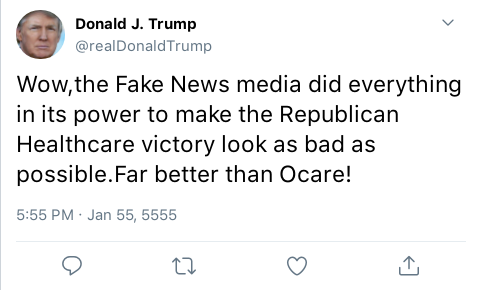 Donald J. Trump
@realDonaldTrump
Wow,the Fake News media did everything
in its power to make the Republican
Healthcare victory look as bad as
possible.Far better than Ocare!
5:55 PM · Jan 55, 5555